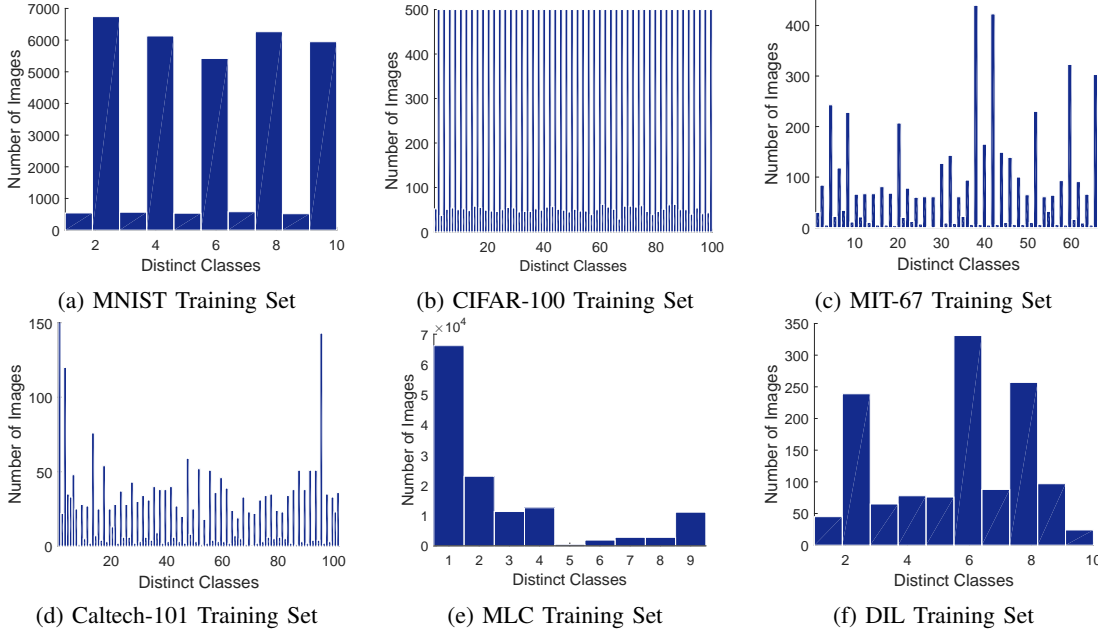 7000
6000
5000
4000
3000
2000
1000
0
Number of Images
2 4 6 8 10
Distinct Classes
(a) MNIST Training Set
500
400
300
200
100
0
Number of Images
20 40 60 80 100
Distinct Classes
(b) CIFAR-100 Training Set
400
300
200
100
0
Number of Images
10 20 30 40 50 60
Distinct Classes
(c) MIT-67 Training Set
150
100
50
0
Number of Images
20 40 60 80 100
Distinct Classes
(d) Caltech-101 Training Set
×10⁴
7
6
5
4
3
2
1
0
Number of Images
1 2 3 4 5 6 7 8 9
Distinct Classes
(e) MLC Training Set
350
300
250
200
150
100
50
0
Number of Images
2 4 6 8 10
Distinct Classes
(f) DIL Training Set